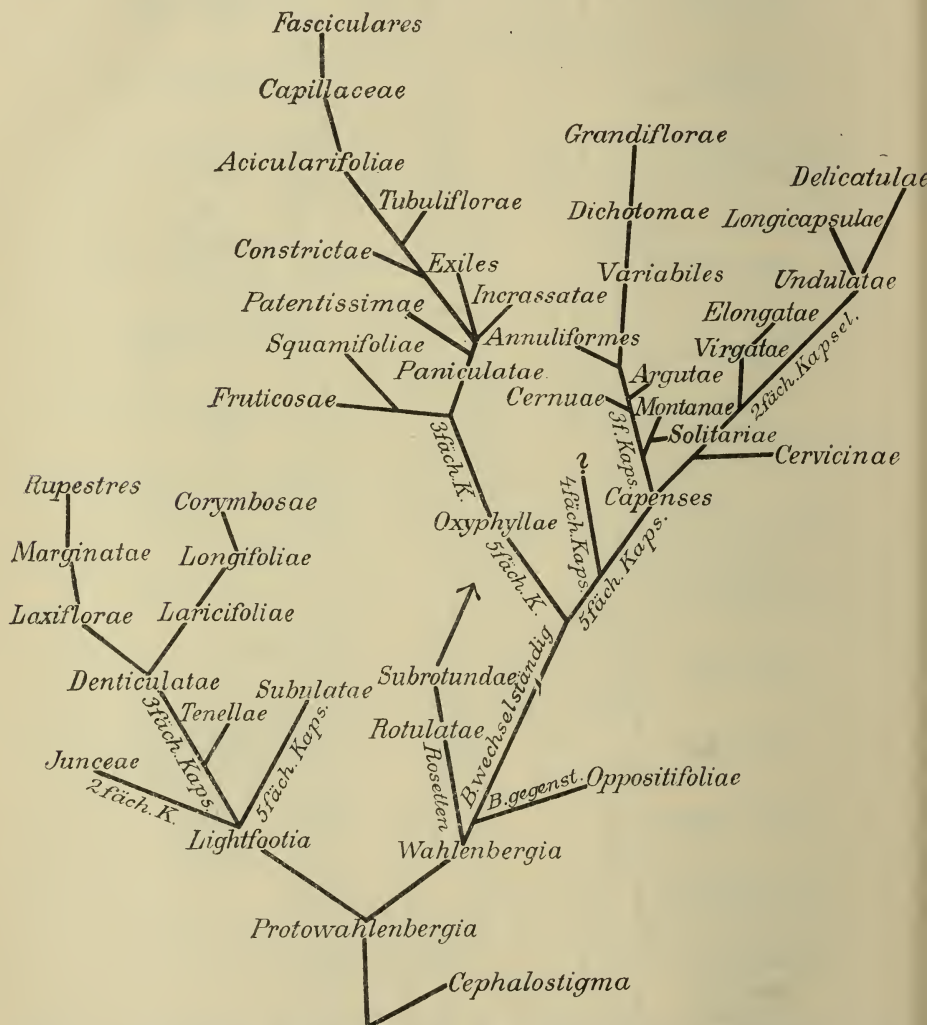 Fasciculares
Capillaceae
Grandiflorae
Acicularifoliae
Delicatulae
Tubuliflorae
Dichotomae
Longicapsulae
Constrictae
Exiles
Variabiles
Undulatae
Patentissimae
Incrassatae
Elongatae
Squamifoliae
Annuliformes
Virgatae
2fäch.Kapsel.
Paniculatae
Argutae
Fruticosae
Cernuae
Montanae
3fäch.K.
3f.Kaps.
Solitariae
Cervicinae
?
Rupestres
Corymbosae
4fäch.Kaps.
Capenses
Oxyphyllae
Marginatae
Longifoliae
5fäch.K.
5fäch.Kaps.
Laxiflorae
Laricifoliae
Denticulatae
Subulatae
Subrotundae
B.wechselständig
Tenellae
3fäch.Kaps.
Rotulatae
Junceae
2fäch.K.
5fäch.Kaps.
Rosetten
B.gegenst.
Oppositifoliae
Lightfootia
Wahlenbergia
Protowahlenbergia
Cephalostigma